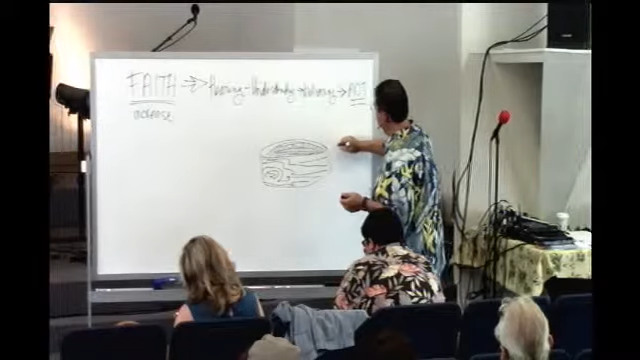 FAITH → Hearing - Understanding → Believing → ACT
increase